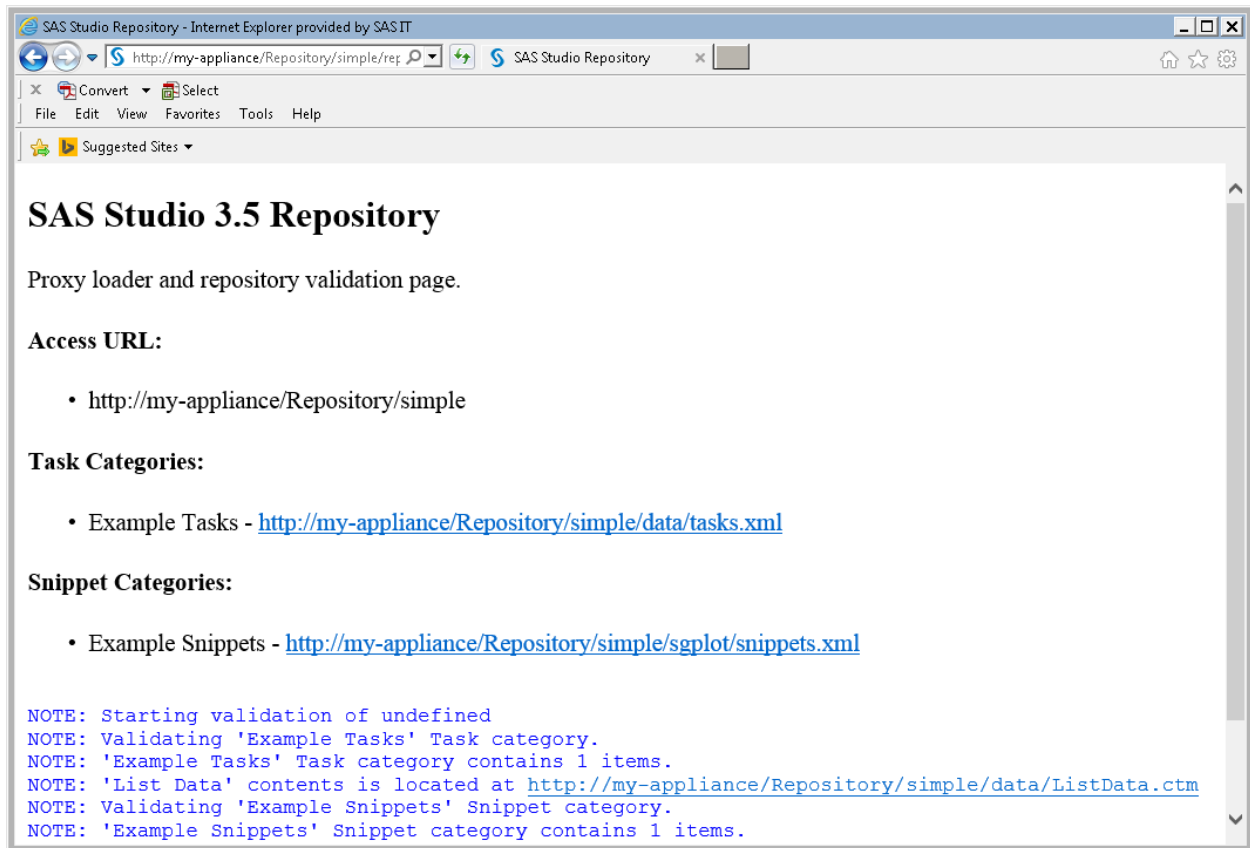 SAS Studio Repository - Internet Explorer provided by SAS IT
http://my-appliance/Repository/simple/rep
SAS Studio Repository
Convert Select
File Edit View Favorites Tools Help
Suggested Sites
SAS Studio 3.5 Repository
Proxy loader and repository validation page.
Access URL:
• http://my-appliance/Repository/simple
Task Categories:
• Example Tasks - http://my-appliance/Repository/simple/data/tasks.xml
Snippet Categories:
• Example Snippets - http://my-appliance/Repository/simple/sgplot/snippets.xml
NOTE: Starting validation of undefined
NOTE: Validating 'Example Tasks' Task category.
NOTE: 'Example Tasks' Task category contains 1 items.
NOTE: 'List Data' contents is located at http://my-appliance/Repository/simple/data/ListData.ctm
NOTE: Validating 'Example Snippets' Snippet category.
NOTE: 'Example Snippets' Snippet category contains 1 items.